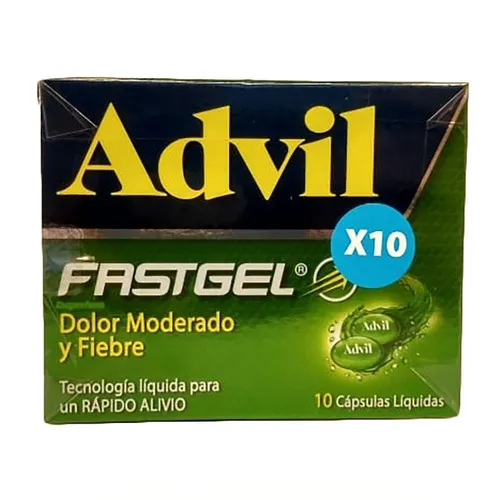 Advil
X10
FASTGEL®
Dolor Moderado
y Fiebre
Advil
Advil
Tecnología líquida para
un RÁPIDO ALIVIO
10 Cápsulas Líquidas